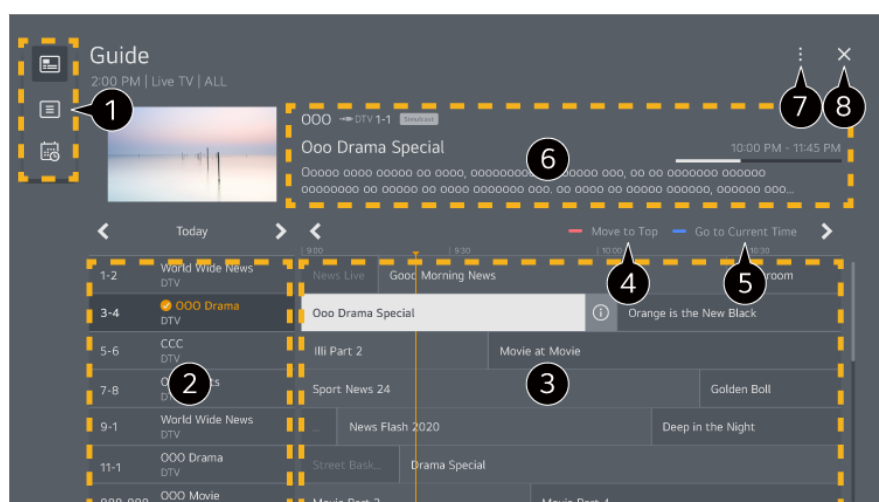 Guide
2:00 PM | Live TV | ALL
1
7
8
OOO DTV 1-1 Simulcast
Ooo Drama Special
6
10:00 PM - 11:45 PM
Today
Move to Top
Go to Current Time
9:00
9:30
10:00
10:30
4
5
1-2 World Wide News
DTV
News Live
Good Morning News
3-4 OOO Drama
DTV
Ooo Drama Special
Orange is the New Black
5-6 CCC
DTV
Illi Part 2
Movie at Movie
7-8
2
Sport News 24
3
Golden Boll
9-1 World Wide News
DTV
...
News Flash 2020
Deep in the Night
11-1 OOO Drama
DTV
Street Bask...
Drama Special
OOO Movie
Movie Part 4